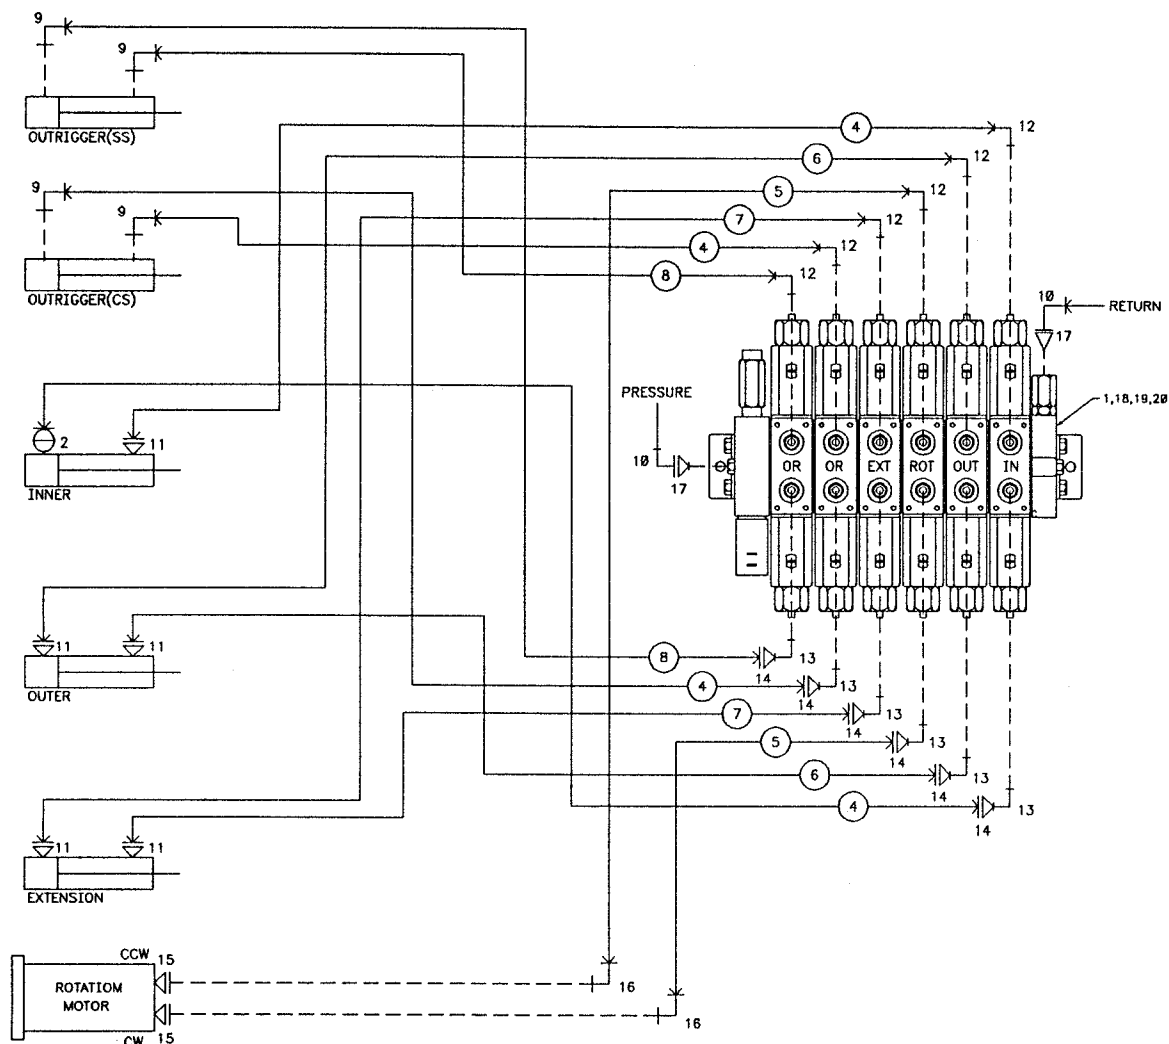 9
9
OUTRIGGER(SS)
4
12
6
12
9
9
5
12
7
12
4
12
8
12
OUTRIGGER(CS)
10
RETURN
17
PRESSURE
1,18,19,20
2
11
10
17
OR
OR
EXT
ROT
OUT
IN
INNER
11
11
OUTER
8
13
14
4
13
14
7
13
14
5
13
14
6
13
14
4
13
14
11
11
EXTENSION
CCW
15
ROTATIOM
MOTOR
16
16
CW
15